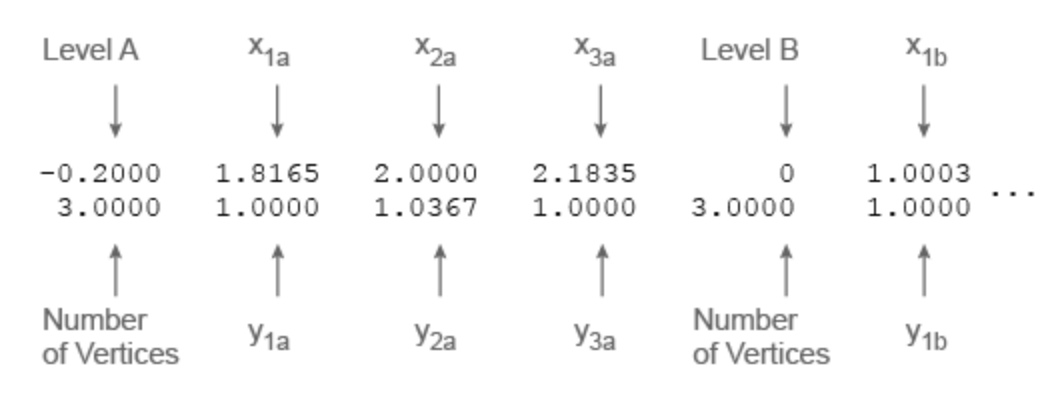 Level A x1a x2a x3a Level B x1b
-0.2000 1.8165 2.0000 2.1835 0 1.0003 ...
3.0000 1.0000 1.0367 1.0000 3.0000 1.0000
Number of Vertices y1a y2a y3a Number of Vertices y1b